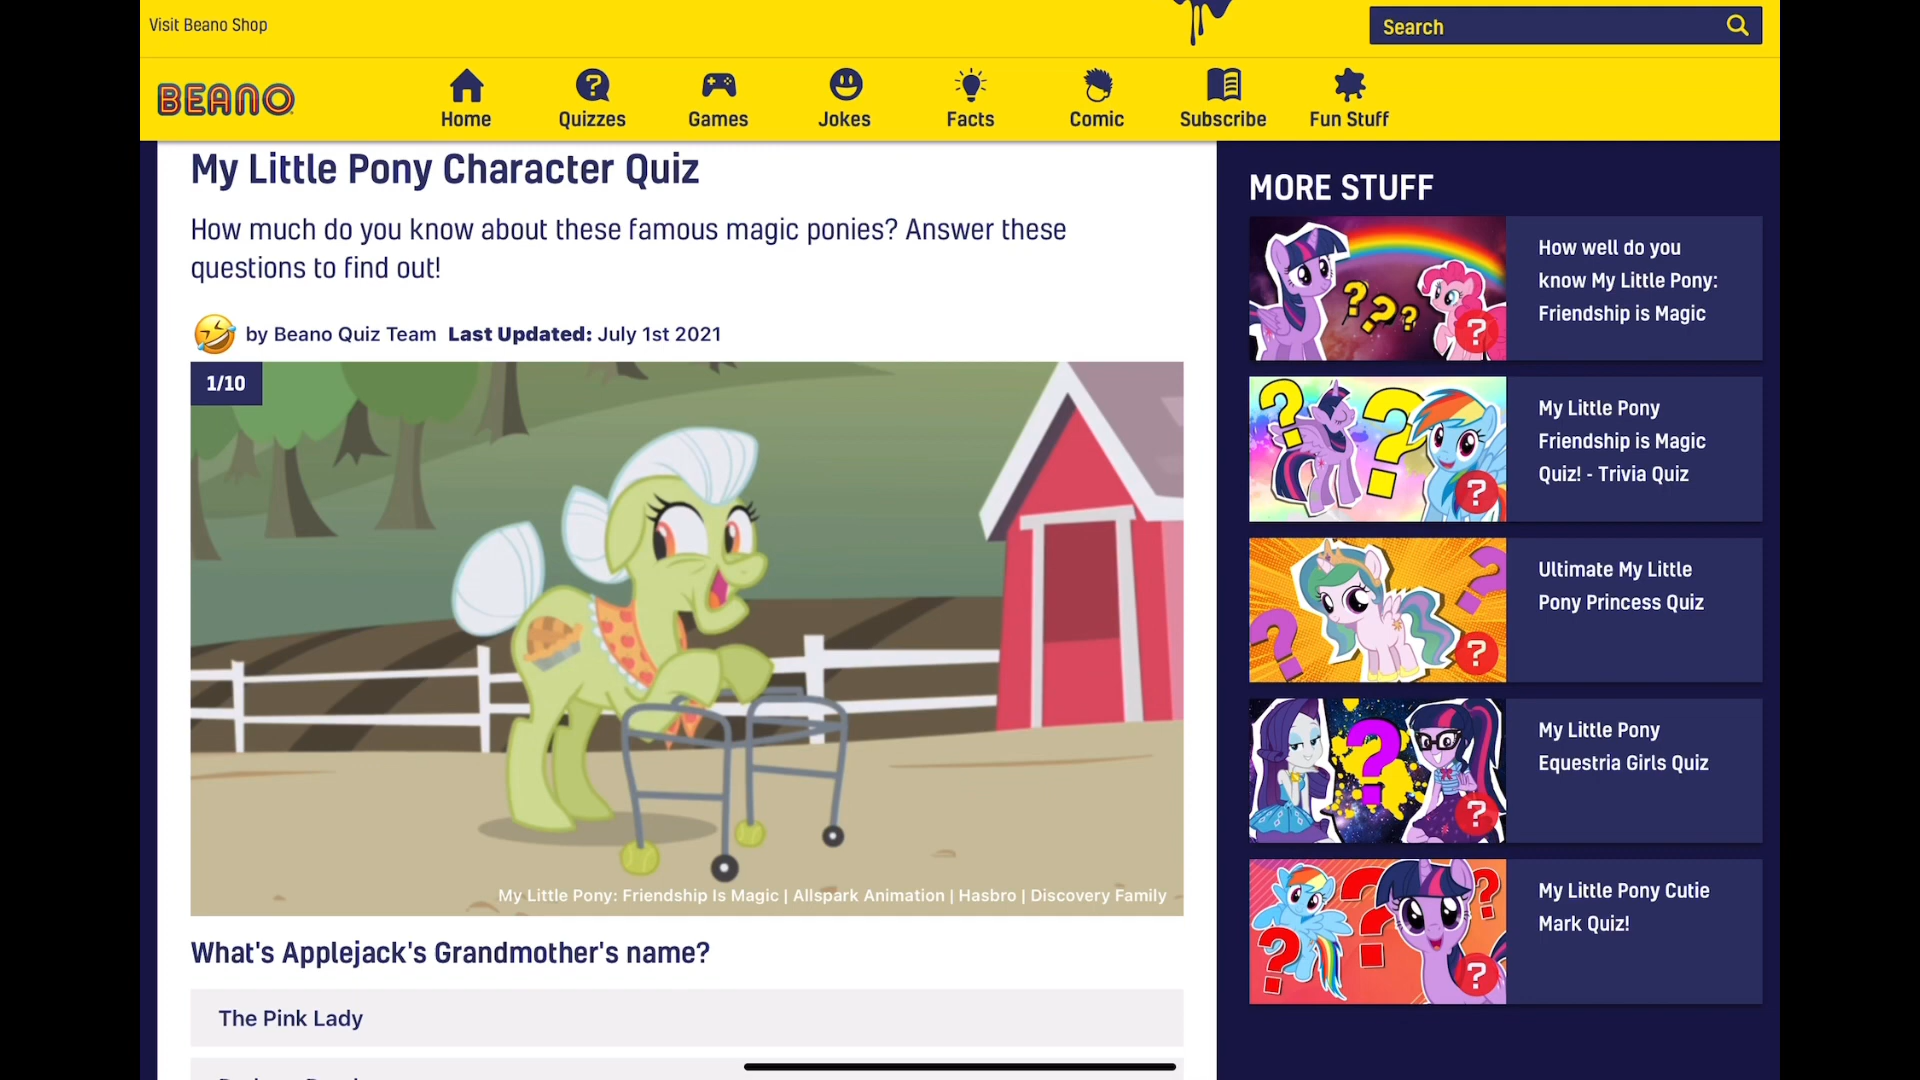 Visit Beano Shop
Search
BEANO
Home
Quizzes
Games
Jokes
Facts
Comic
Subscribe
Fun Stuff
My Little Pony Character Quiz
How much do you know about these famous magic ponies? Answer these
questions to find out!
by Beano Quiz Team Last Updated: July 1st 2021
1/10
My Little Pony: Friendship Is Magic | Allspark Animation | Hasbro | Discovery Family
What's Applejack's Grandmother's name?
The Pink Lady
MORE STUFF
How well do you
know My Little Pony:
Friendship is Magic
My Little Pony
Friendship is Magic
Quiz! - Trivia Quiz
Ultimate My Little
Pony Princess Quiz
My Little Pony
Equestria Girls Quiz
My Little Pony Cutie
Mark Quiz!